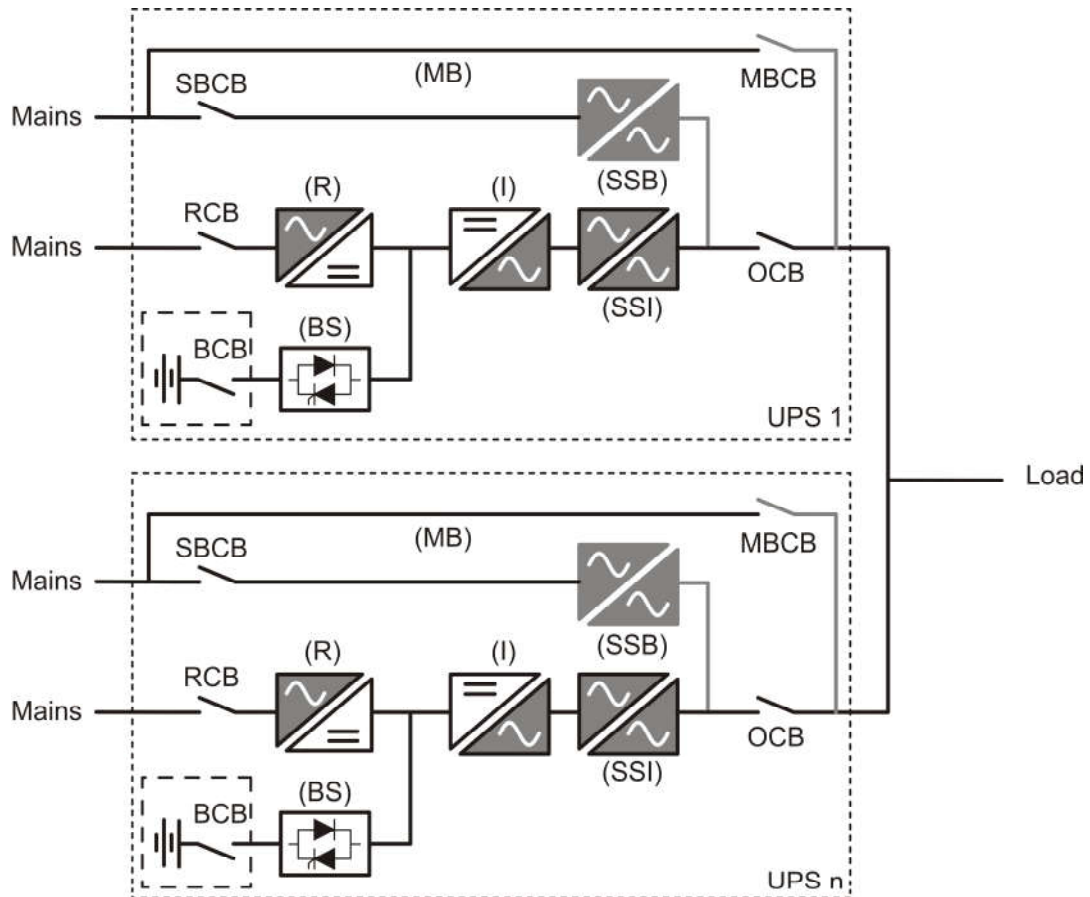 (MB)
MBCB
SBCB
Mains
(SSB)
(R)
(I)
RCB
Mains
OCB
(SSI)
(BS)
BCB
UPS 1
Load
(MB)
MBCB
SBCB
Mains
(SSB)
(R)
(I)
RCB
Mains
OCB
(SSI)
(BS)
BCB
UPS n